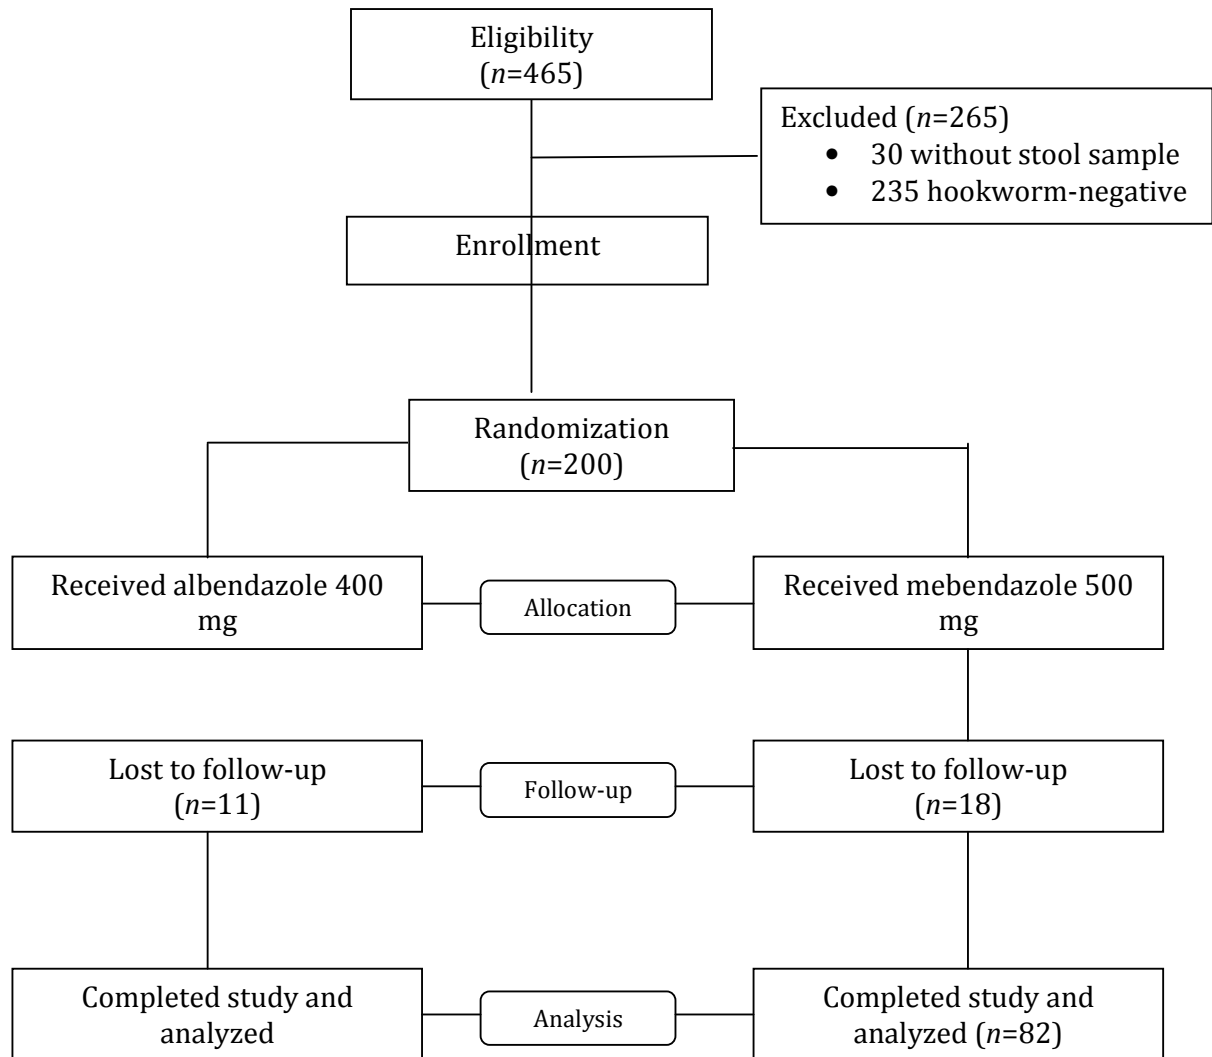 Eligibility
(n=465)
Excluded (n=265)
• 30 without stool sample
• 235 hookworm-negative
Enrollment
Randomization
(n=200)
Received albendazole 400
mg
Allocation
Received mebendazole 500
mg
Lost to follow-up
(n=11)
Follow-up
Lost to follow-up
(n=18)
Completed study and
analyzed
Analysis
Completed study and
analyzed (n=82)